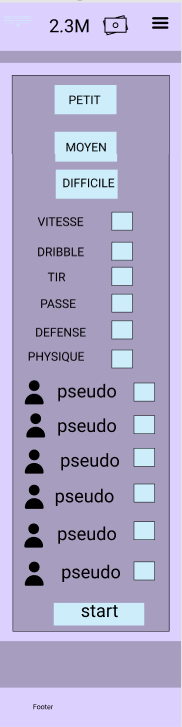 2.3M
PETIT
MOYEN
DIFFICILE
VITESSE
DRIBBLE
TIR
PASSE
DEFENSE
PHYSIQUE
pseudo
pseudo
pseudo
pseudo
pseudo
pseudo
start
Footer